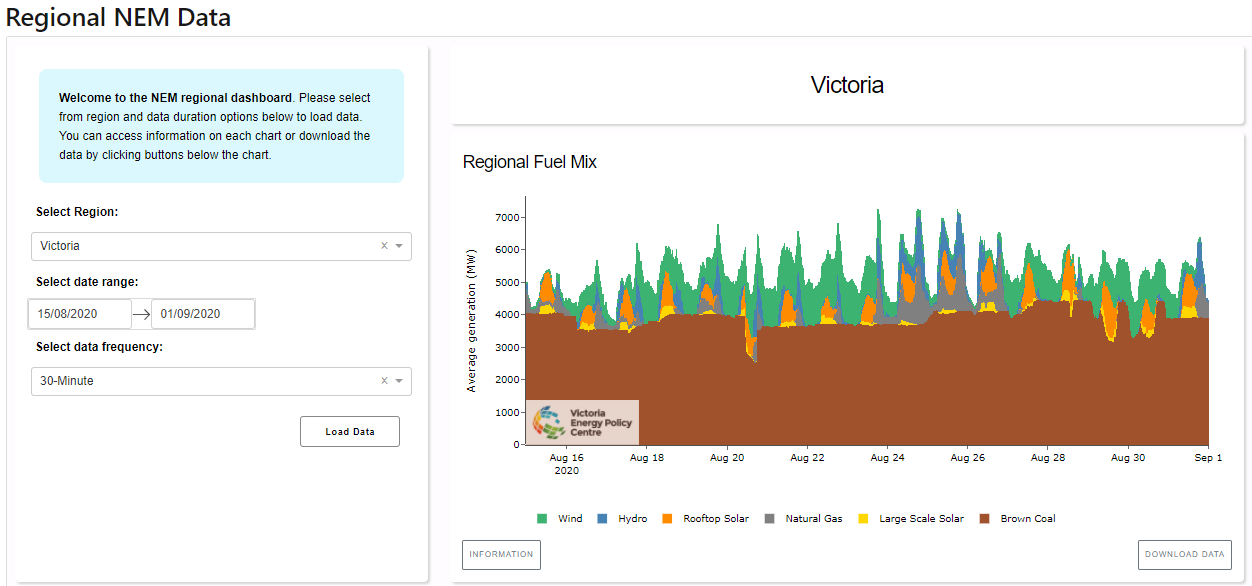 Regional NEM Data
Welcome to the NEM regional dashboard. Please select
from region and data duration options below to load data.
You can access information on each chart or download the
data by clicking buttons below the chart.
Select Region:
Victoria
Select date range:
15/08/2020
01/09/2020
Select data frequency:
30-Minute
Load Data
Victoria
Regional Fuel Mix
Average generation (MW)
7000
6000
5000
4000
3000
2000
1000
0
Victoria
Energy Policy
Centre
Aug 16
2020
Aug 18
Aug 20
Aug 22
Aug 24
Aug 26
Aug 28
Aug 30
Sep 1
Wind
Hydro
Rooftop Solar
Natural Gas
Large Scale Solar
Brown Coal
INFORMATION
DOWNLOAD DATA